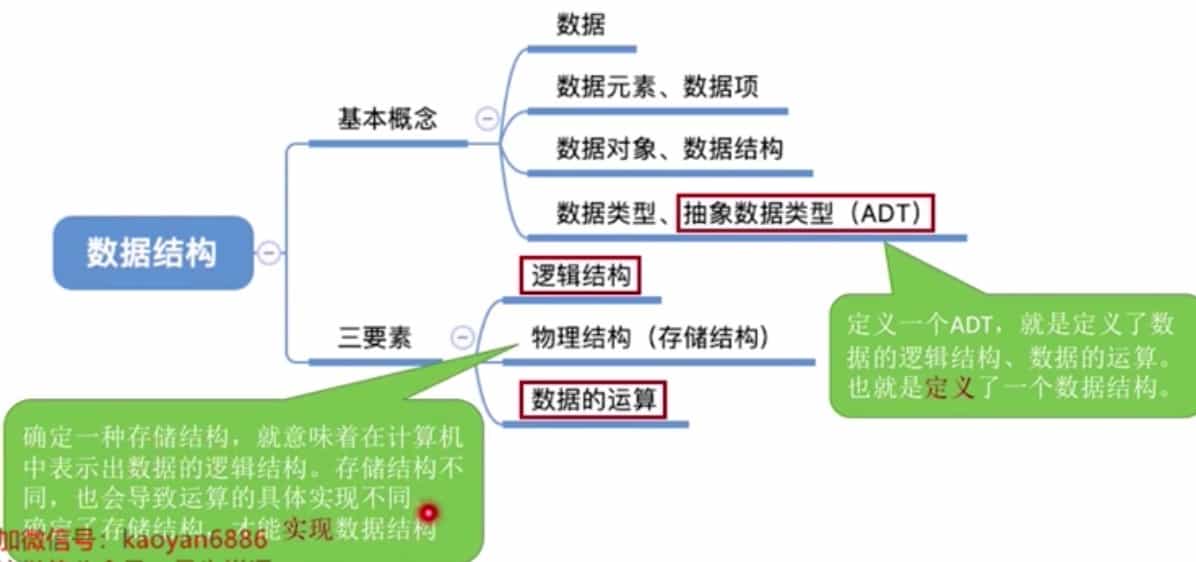 数据
数据元素、数据项
基本概念
数据对象、数据结构
数据类型、抽象数据类型（ADT）
数据结构
逻辑结构
三要素
物理结构（存储结构）
数据的运算
定义一个ADT，就是定义了数
据的逻辑结构、数据的运算。
也就是定义了一个数据结构。
确定一种存储结构，就意味着在计算机
中表示出数据的逻辑结构。存储结构不
同，也会导致运算的具体实现不同
确定了存储结构，才能实现数据结构
加微信号：kaoyan6886